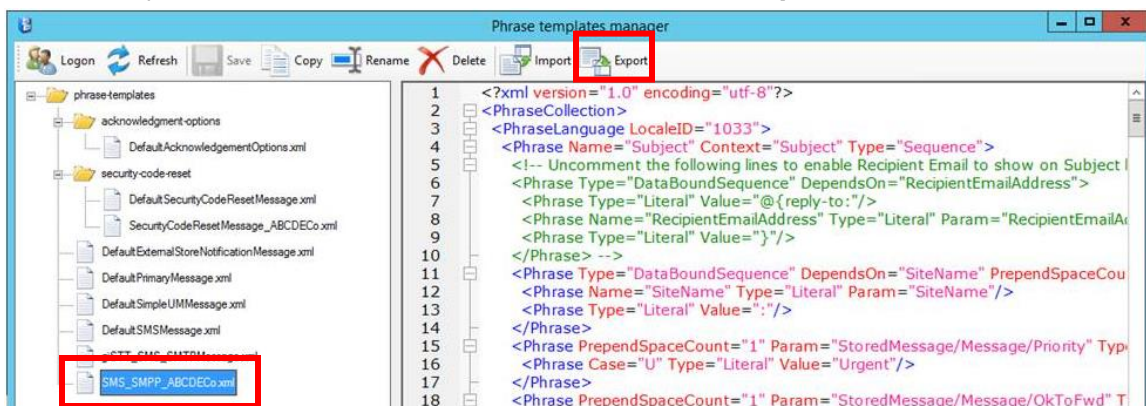 Phrase templates manager
Logon Refresh Save Copy Rename Delete Import Export
phrase-templates
acknowledgment-options
DefaultAcknowledgementOptions.xml
security-code-reset
DefaultSecurityCodeResetMessage.xml
SecurityCodeResetMessage_ABCDECo.xml
DefaultExternalStoreNotificationMessage.xml
DefaultPrimaryMessage.xml
DefaultSimpleUMMessage.xml
DefaultSMSMessage.xml
SMS_SMPP_ABCDECo.xml
1 <?xml version="1.0" encoding="utf-8"?>
2 <PhraseCollection>
3 <PhraseLanguage LocaleID="1033">
4 <Phrase Name="Subject" Context="Subject" Type="Sequence">
5 <!-- Uncomment the following lines to enable Recipient Email to show on Subject
6 <Phrase Type="DataBoundSequence" DependsOn="RecipientEmailAddress">
7 <Phrase Type="Literal" Value="@{reply-to:"/>
8 <Phrase Name="RecipientEmailAddress" Type="Literal" Param="RecipientEmailA
9 <Phrase Type="Literal" Value="}"/>
10 </Phrase> -->
11 <Phrase Type="DataBoundSequence" DependsOn="SiteName" PrependSpaceCou
12 <Phrase Name="SiteName" Type="Literal" Param="SiteName"/>
13 <Phrase Type="Literal" Value=":"/>
14 </Phrase>
15 <Phrase PrependSpaceCount="1" Param="StoredMessage/Message/Priority" Typ
16 <Phrase Case="U" Type="Literal" Value="Urgent"/>
17 </Phrase>
18 <Phrase PrependSpaceCount="1" Param="StoredMessage/Message/OkToFwd" T